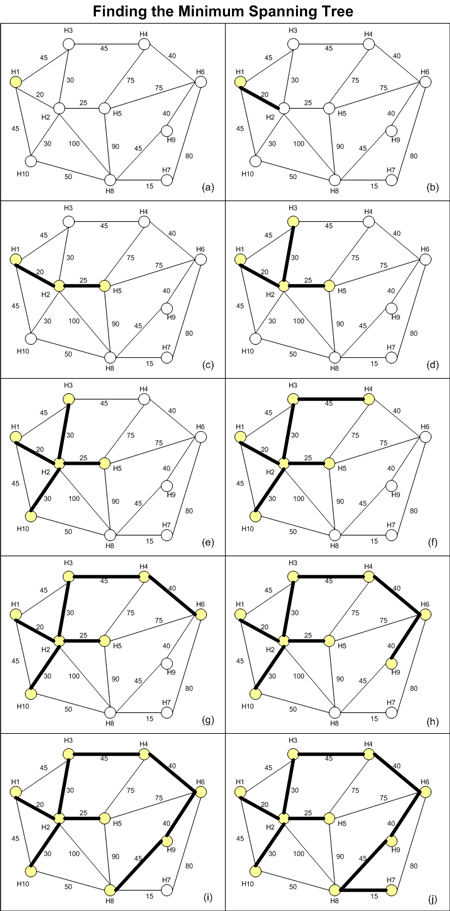 Finding the Minimum Spanning Tree
H3 H4
45 45 40
H1 H6
30 75 75
20 25
H2 H5 40
45 H9
30 100 90 45 80
H10 H7
50 H8 15 (a)
H3 H4
45 45 40
H1 H6
30 75 75
20 25
H2 H5 40
45 H9
30 100 90 45 80
H10 H7
50 H8 15 (b)
H3 H4
45 45 40
H1 H6
30 75 75
20 25
H2 H5 40
45 H9
30 100 90 45 80
H10 H7
50 H8 15 (c)
H3 H4
45 45 40
H1 H6
30 75 75
20 25
H2 H5 40
45 H9
30 100 90 45 80
H10 H7
50 H8 15 (d)
H3 H4
45 45 40
H1 H6
30 75 75
20 25
H2 H5 40
45 H9
30 100 90 45 80
H10 H7
50 H8 15 (e)
H3 H4
45 45 40
H1 H6
30 75 75
20 25
H2 H5 40
45 H9
30 100 90 45 80
H10 H7
50 H8 15 (f)
H3 H4
45 45 40
H1 H6
30 75 75
20 25
H2 H5 40
45 H9
30 100 90 45 80
H10 H7
50 H8 15 (g)
H3 H4
45 45 40
H1 H6
30 75 75
20 25
H2 H5 40
45 H9
30 100 90 45 80
H10 H7
50 H8 15 (h)
H3 H4
45 45 40
H1 H6
30 75 75
20 25
H2 H5 40
45 H9
30 100 90 45 80
H10 H7
50 H8 15 (i)
H3 H4
45 45 40
H1 H6
30 75 75
20 25
H2 H5 40
45 H9
30 100 90 45 80
H10 H7
50 H8 15 (j)